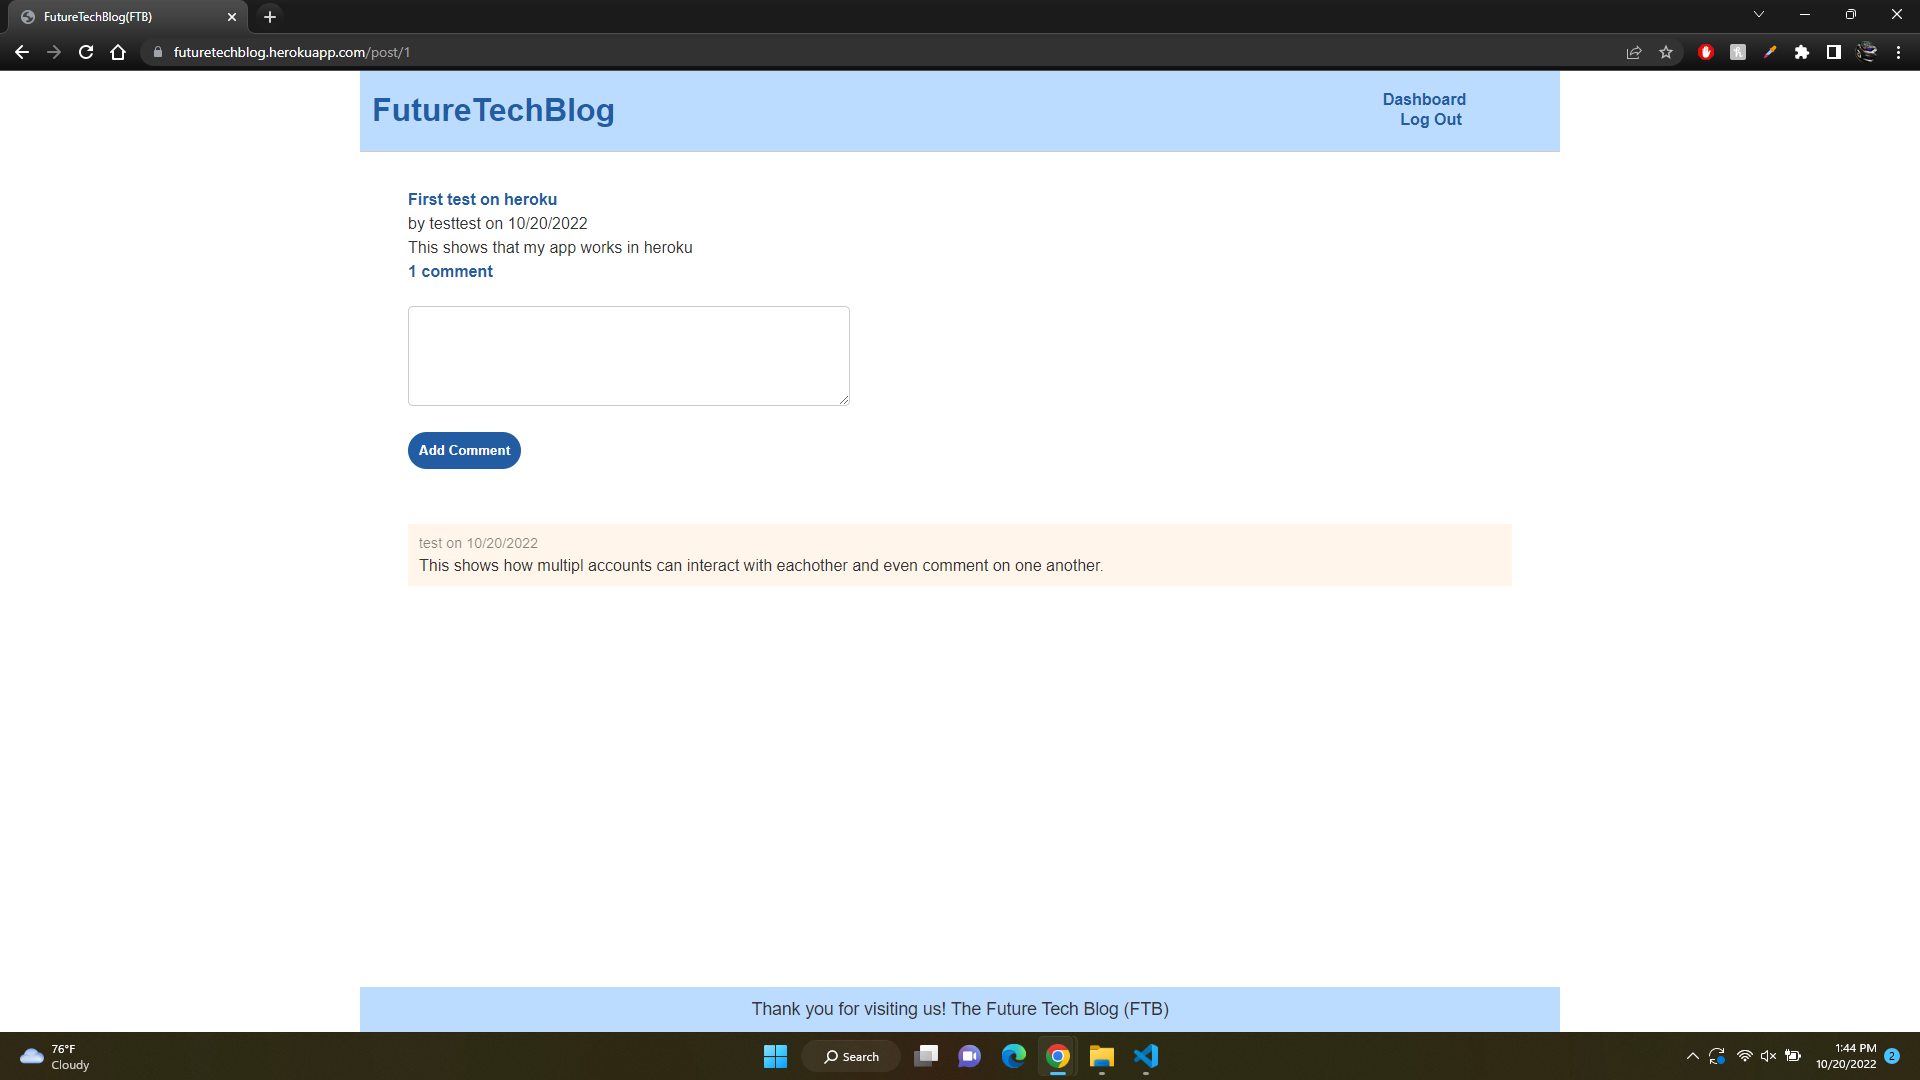 FutureTechBlog(FTB)
futuretechblog.herokuapp.com/post/1
FutureTechBlog
Dashboard
Log Out
First test on heroku
by testtest on 10/20/2022
This shows that my app works in heroku
1 comment
Add Comment
test on 10/20/2022
This shows how multipl accounts can interact with eachother and even comment on one another.
Thank you for visiting us! The Future Tech Blog (FTB)
76°F
Cloudy
Search
1:44 PM
10/20/2022
2